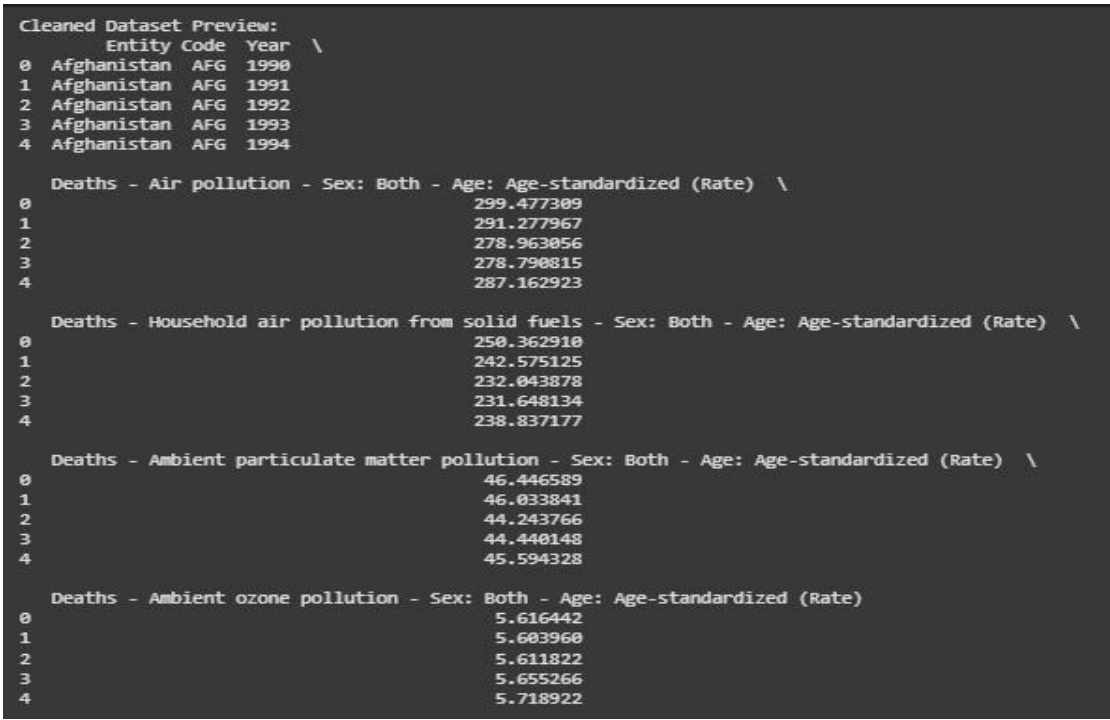 Cleaned Dataset Preview:
Entity Code Year \
0 Afghanistan AFG 1990
1 Afghanistan AFG 1991
2 Afghanistan AFG 1992
3 Afghanistan AFG 1993
4 Afghanistan AFG 1994
Deaths - Air pollution - Sex: Both - Age: Age-standardized (Rate) \
0 299.477309
1 291.277967
2 278.963056
3 278.790815
4 287.162923
Deaths - Household air pollution from solid fuels - Sex: Both - Age: Age-standardized (Rate) \
0 250.362910
1 242.575125
2 232.043878
3 231.648134
4 238.837177
Deaths - Ambient particulate matter pollution - Sex: Both - Age: Age-standardized (Rate) \
0 46.446589
1 46.033841
2 44.243766
3 44.440148
4 45.594328
Deaths - Ambient ozone pollution - Sex: Both - Age: Age-standardized (Rate)
0 5.616442
1 5.603960
2 5.611822
3 5.655266
4 5.718922